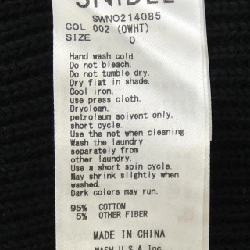 SNIDEL
SWNO214085
COL 002 (OWHT)
SIZE 0
Hand wash cold
Do not bleach.
Do not tumble dry.
Dry flat in shade.
Cool iron.
use press cloth.
Dryclean.
petroleum solvent only.
short cycle.
Use the not when cleaning
Wash the laundry
separately from
other laundry.
Use a short spin cycle.
May shrink slightly when
washed.
Dark colors may run.
95% COTTON
5% OTHER FIBER
MADE IN CHINA
MASH U.S.A Inc.